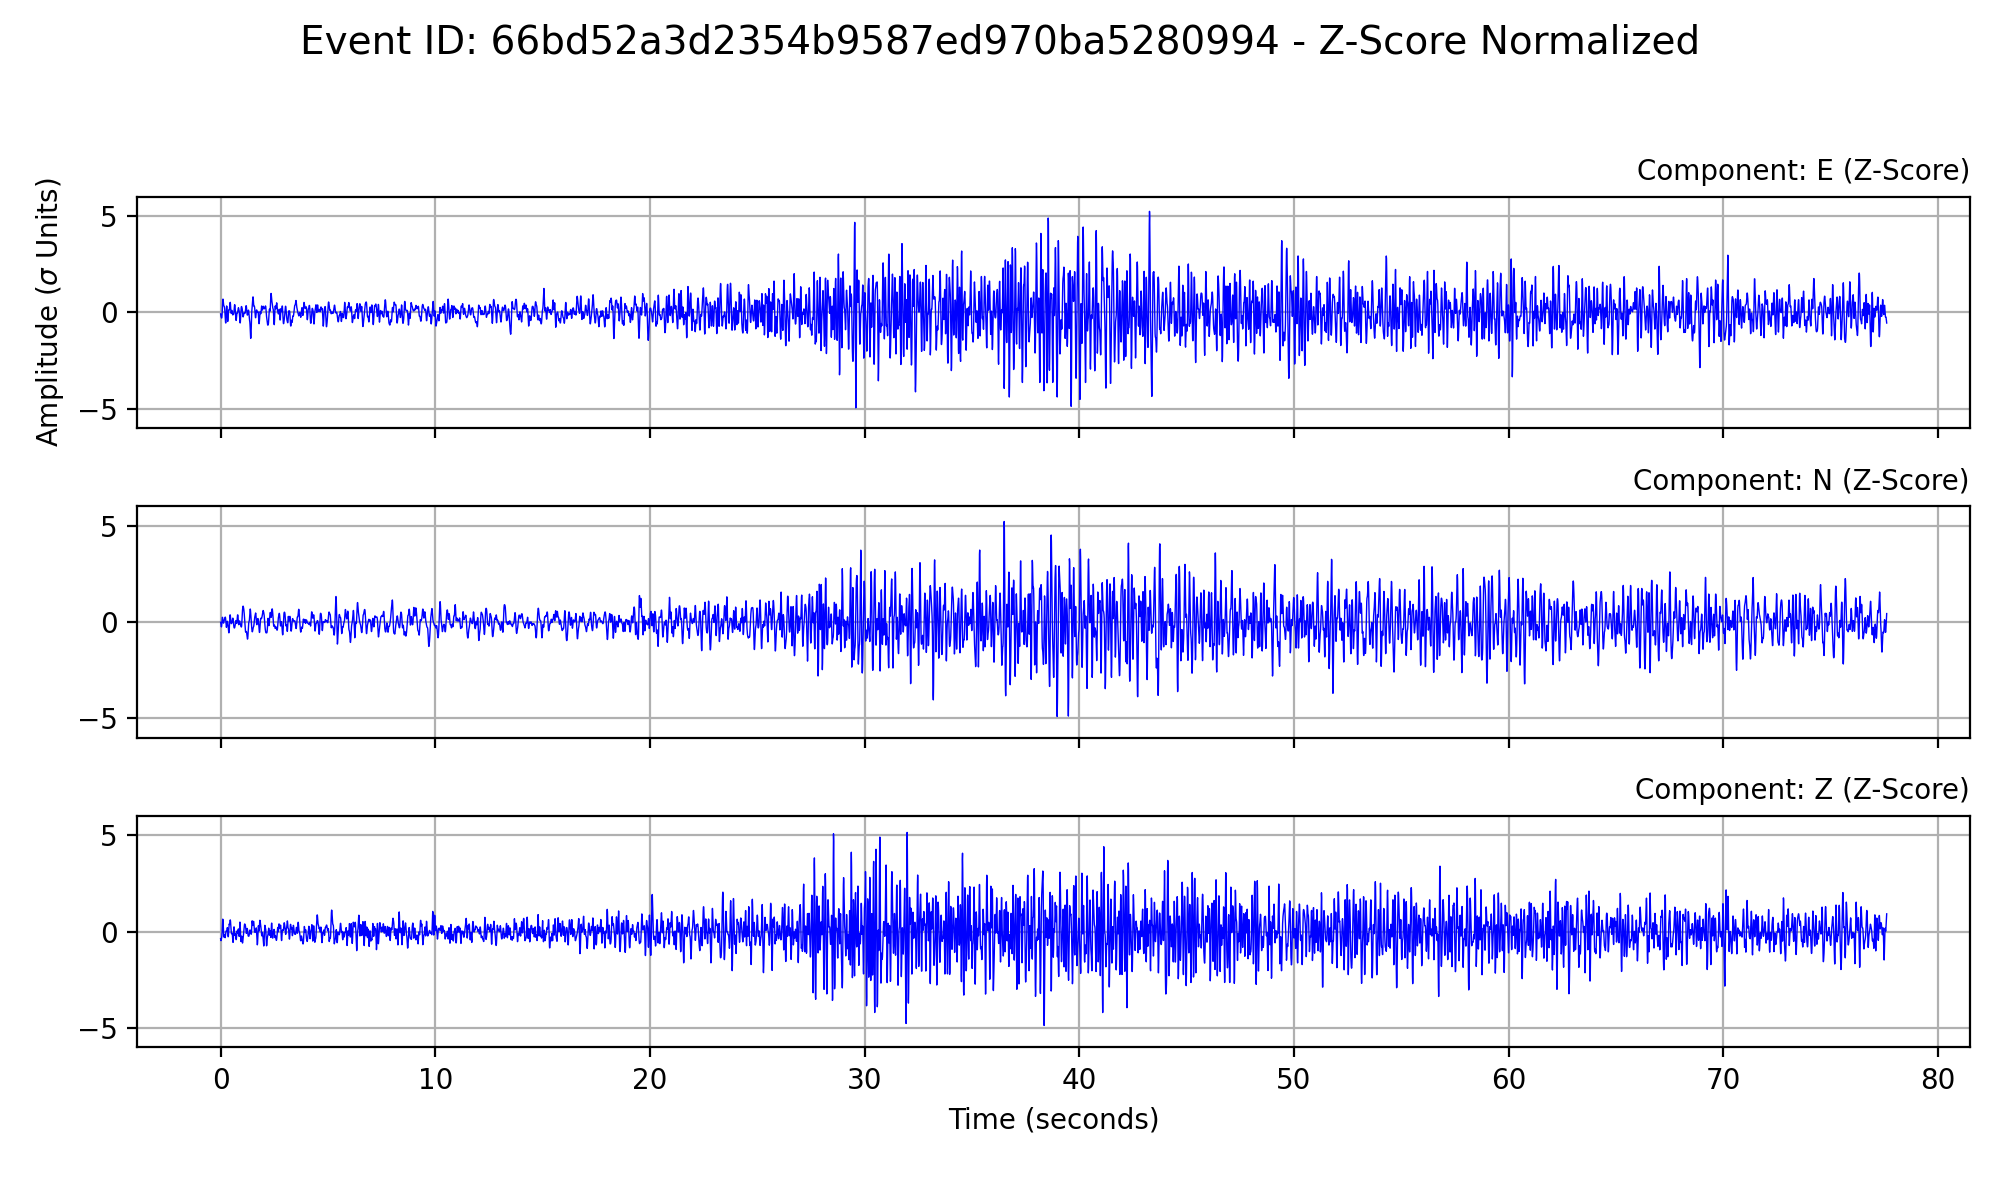 Event ID: 66bd52a3d2354b9587ed970ba5280994 - Z-Score Normalized
Component: E (Z-Score)
Amplitude (σ Units)
5
0
−5
Component: N (Z-Score)
5
0
−5
Component: Z (Z-Score)
5
0
−5
0 10 20 30 40 50 60 70 80
Time (seconds)